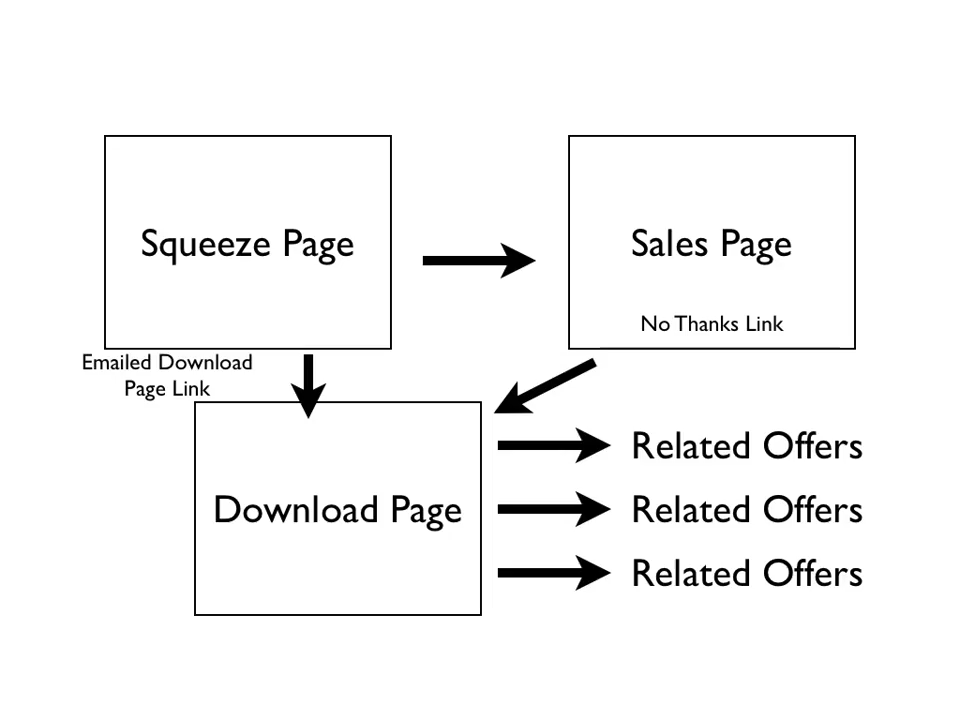 Squeeze Page
Sales Page
No Thanks Link
Emailed Download
Page Link
Download Page
Related Offers
Related Offers
Related Offers